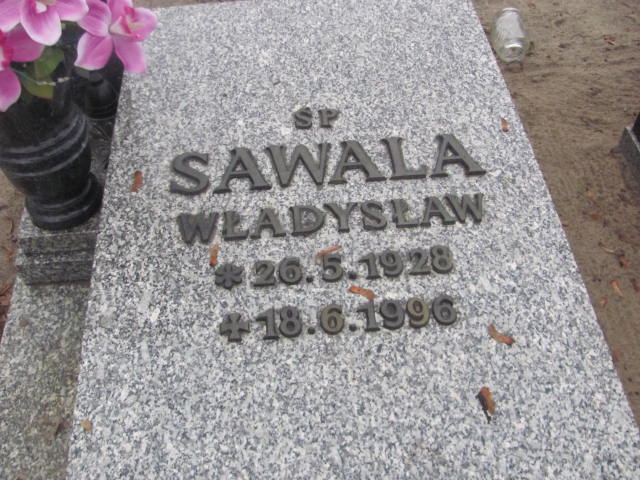 SP
SAWALA
WŁADYSŁAW
* 26.5.1928
✝ 18.6.1996